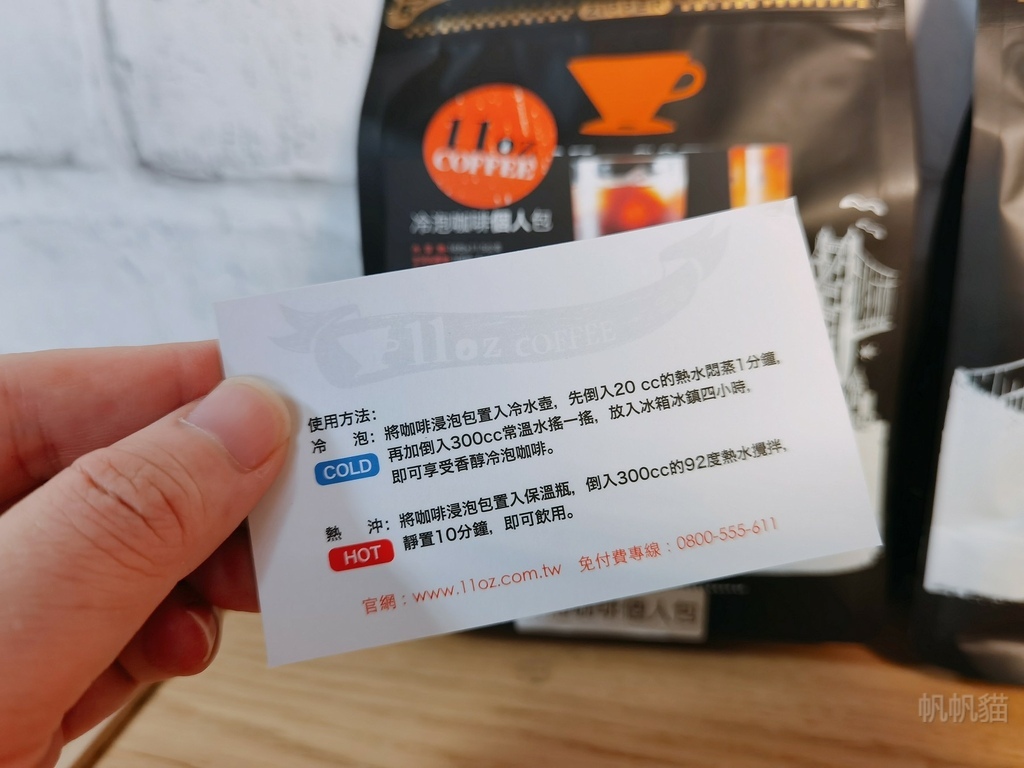 11oz
COFFEE
冷泡咖啡個人包
11oz COFFEE
使用方法：
冷　泡：將咖啡浸泡包置入冷水壺，先倒入20 cc的熱水悶蒸1分鐘，
COLD 再加倒入300cc常溫水搖一搖，放入冰箱冰鎮四小時，
即可享受香醇冷泡咖啡。
熱　沖：將咖啡浸泡包置入保溫瓶，倒入300cc的92度熱水攪拌，
HOT 靜置10分鐘，即可飲用。
官網：www.11oz.com.tw　免付費專線：0800-555-611
咖啡個人包
帆帆貓